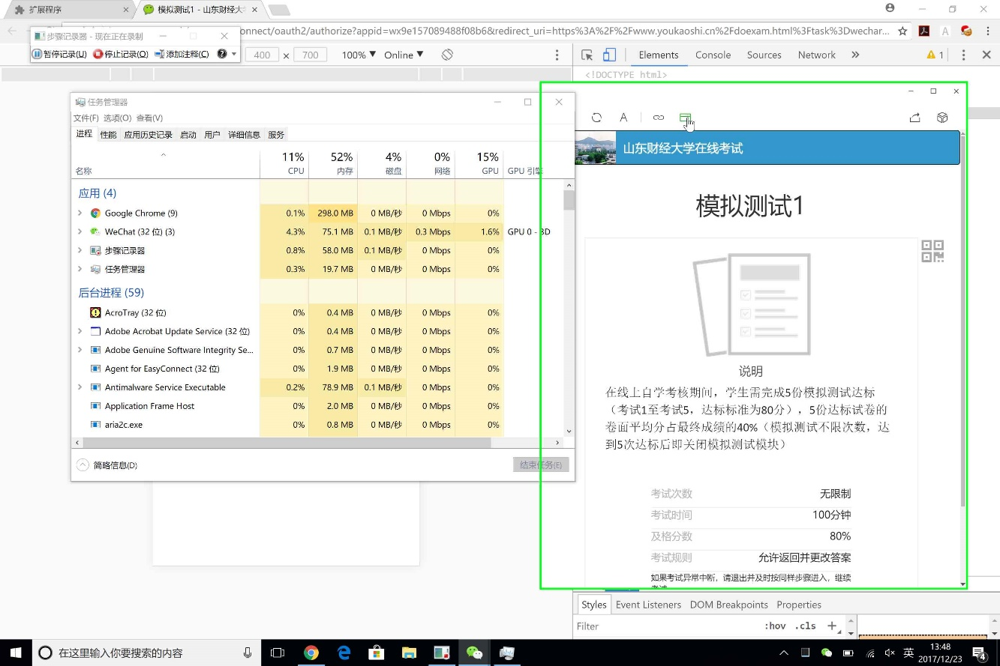 扩展程序
模拟测试1 - 山东财经大
步骤记录器 - 现在正在录制
connect/oauth2/authorize?appid=wx9e157089488f08b6&redirect_uri=https%3A%2F%2Fwww.youkaoshi.cn%2Fdoexam.html%3Ftask%3Dwechar...
暂停记录(U) 停止记录(O) 添加注释(C)
400 × 700 100% ▼ Online ▼
Elements Console Sources Network » 1
<!DOCTYPE html>
任务管理器
文件(F) 选项(O) 查看(V)
进程 性能 应用历史记录 启动 用户 详细信息 服务
11% 52% 4% 0% 15%
名称 CPU 内存 磁盘 网络 GPU GPU 引擎
应用 (4)
Google Chrome (9) 0.1% 298.0 MB 0 MB/秒 0 Mbps 0%
WeChat (32 位) (3) 4.3% 75.1 MB 0.1 MB/秒 0.3 Mbps 1.6% GPU 0 - 3D
步骤记录器 0.8% 58.0 MB 0.1 MB/秒 0 Mbps 0%
任务管理器 0.3% 19.7 MB 0 MB/秒 0 Mbps 0%
后台进程 (59)
AcroTray (32 位) 0% 0.4 MB 0 MB/秒 0 Mbps 0%
Adobe Acrobat Update Service (32 位) 0% 0.4 MB 0 MB/秒 0 Mbps 0%
Adobe Genuine Software Integrity Se... 0% 0.7 MB 0 MB/秒 0 Mbps 0%
Agent for EasyConnect (32 位) 0% 1.9 MB 0 MB/秒 0 Mbps 0%
Antimalware Service Executable 0.2% 78.9 MB 0.1 MB/秒 0 Mbps 0%
Application Frame Host 0% 2.0 MB 0 MB/秒 0 Mbps 0%
aria2c.exe 0% 0.8 MB 0 MB/秒 0 Mbps 0%
简略信息(D)
结束任务(E)
A
山东财经大学在线考试
模拟测试1
说明
在线上自学考核期间，学生需完成5份模拟测试达标
（考试1至考试5，达标标准为80分），5份达标试卷的
卷面平均分占最终成绩的40%（模拟测试不限次数，达
到5次达标后即关闭模拟测试模块）
考试次数 无限制
考试时间 100分钟
及格分数 80%
考试规则 允许返回并更改答案
如果考试异常中断，请退出并及时按同样步骤进入，继续
Styles Event Listeners DOM Breakpoints Properties
Filter :hov .cls +
在这里输入你要搜索的内容
英
13:48
2017/12/23
4